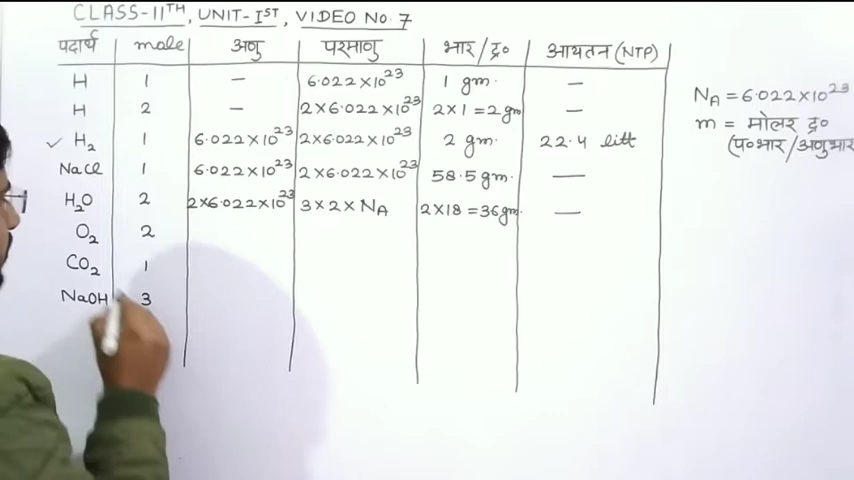 CLASS-11TH, UNIT-IST, VIDEO No. 7
पदार्थ mole अणु परमाणु भार/द्र० आयतन (NTP)
H 1 — 6.022×10²³ 1 gm. —
H 2 — 2×6.022×10²³ 2×1=2gm —
✓ H₂ 1 6.022×10²³ 2×6.022×10²³ 2 gm. 22.4 litt
NaCl 1 6.022×10²³ 2×6.022×10²³ 58.5 gm. —
H₂O 2 2×6.022×10²³ 3×2×NA 2×18=36gm. —
O₂ 2
CO₂ 1
NaOH 3
NA = 6.022×10²³
m = मोलर द्र०
(प०भार/अणुभार